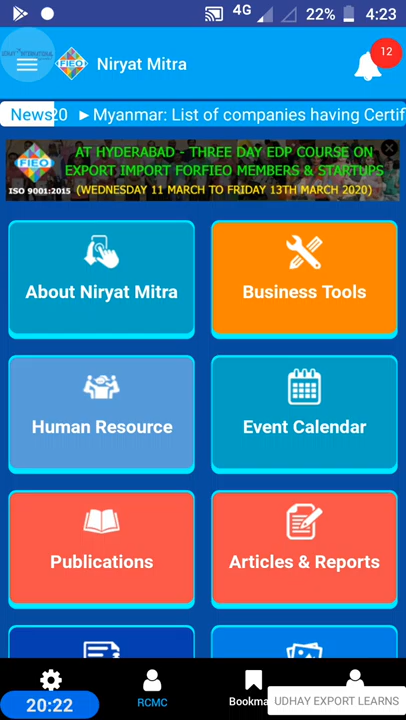 4G
22%
4:23
FIEO
Niryat Mitra
12
News
20 ►Myanmar: List of companies having Certif
FIEO
ISO 9001:2015
AT HYDERABAD - THREE DAY EDP COURSE ON
EXPORT IMPORT FORFIEO MEMBERS & STARTUPS
(WEDNESDAY 11 MARCH TO FRIDAY 13TH MARCH 2020)
About Niryat Mitra
Business Tools
Human Resource
Event Calendar
Publications
Articles & Reports
20:22
RCMC
Bookma
UDHAY EXPORT LEARNS